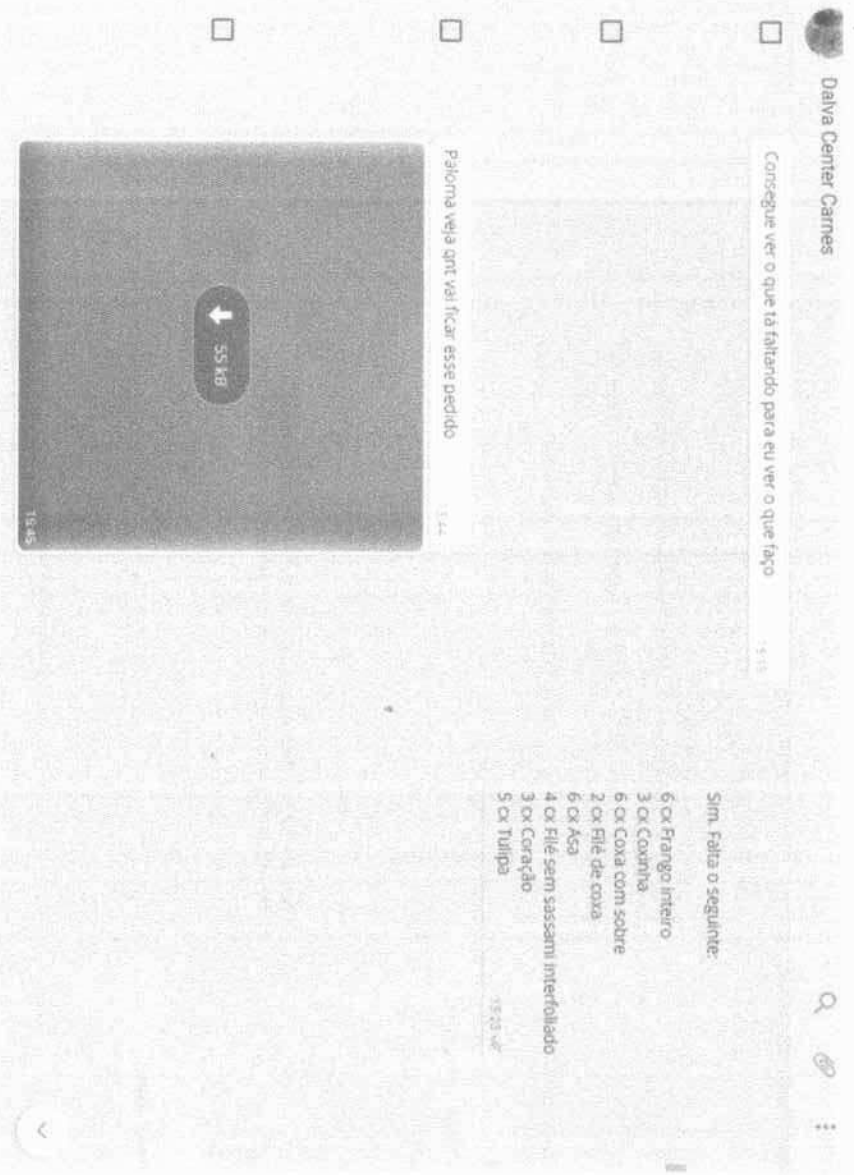 Dalva Center Carnes
Consegue ver o que tá faltando para eu ver o que faço
Sim. Falta o seguinte:
6 cx Frango inteiro
3 cx Coxinha
6 cx Coxa com sobre
2 cx Filé de coxa
6 cx Asa
4 cx Filé sem sassami interfoliado
3 cx Coração
5 cx Tulipa
15:23
Paloma veja qnt vai ficar esse pedido
55 kB
15:45